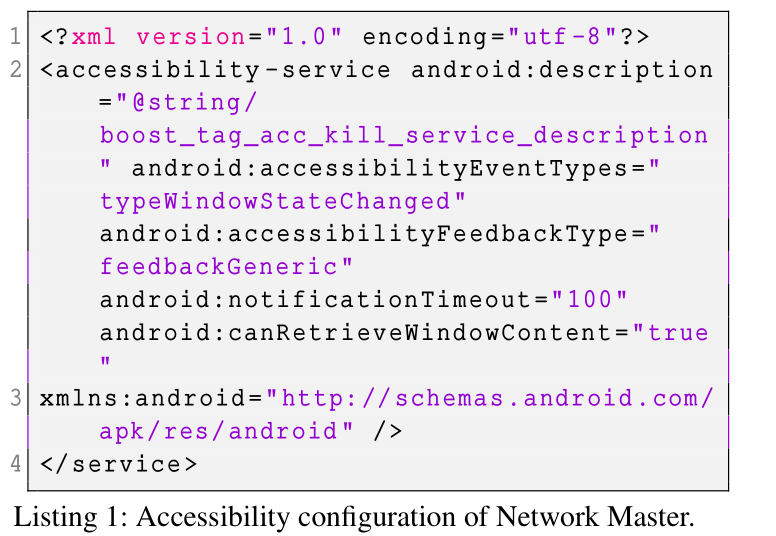 1 <?xml version="1.0" encoding="utf-8"?>
2 <accessibility-service android:description
="@string/
boost_tag_acc_kill_service_description
" android:accessibilityEventTypes="
typeWindowStateChanged"
android:accessibilityFeedbackType="
feedbackGeneric"
android:notificationTimeout="100"
android:canRetrieveWindowContent="true
"
3 xmlns:android="http://schemas.android.com/
apk/res/android" />
4 </service>
Listing 1: Accessibility configuration of Network Master.